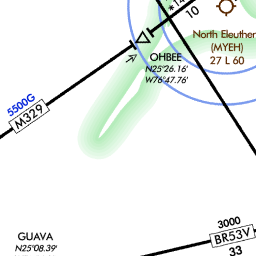 10
North Eleuther
(MYEH)
27 L 60
OHBEE
N25°26.16'
W76°47.76'
5500G
M329
3000
BR53V
33
GUAVA
N25°08.39'